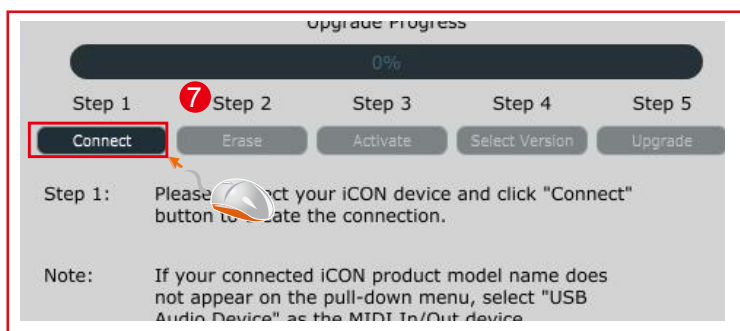 Upgrade Progress
0%
Step 1 7 Step 2 Step 3 Step 4 Step 5
Connect Erase Activate Select Version Upgrade
Step 1: Please your iCON device and click "Connect"
button to the connection.
Note: If your connected iCON product model name does
not appear on the pull-down menu, select "USB
Audio Device" as the MIDI In/Out device.